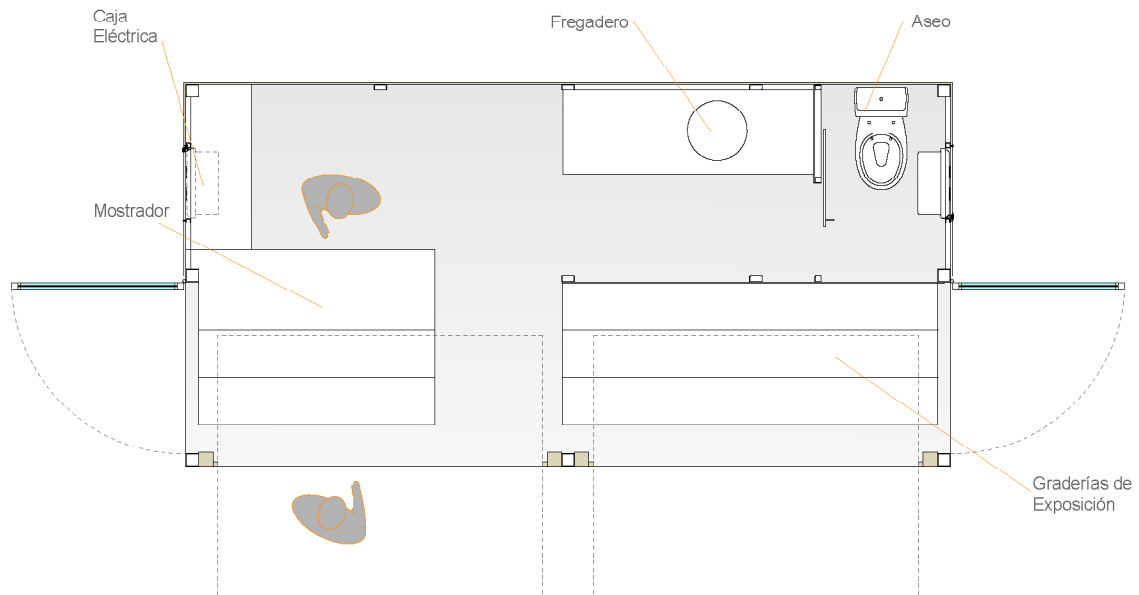 Caja
Eléctrica
Fregadero
Aseo
Mostrador
Graderías de
Exposición